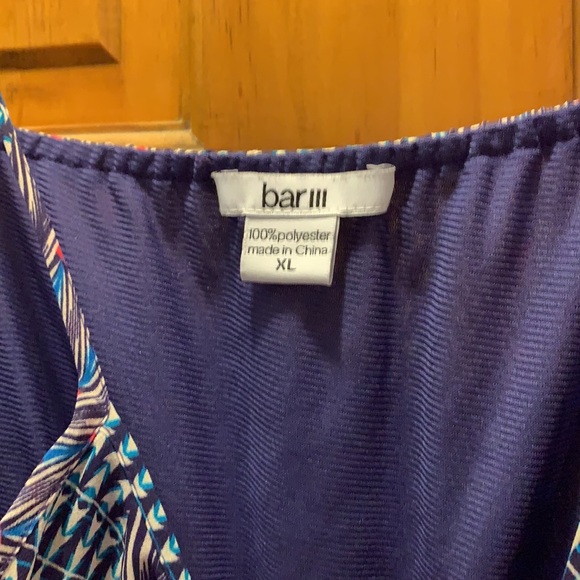 bar III
100%polyester
made in China
XL